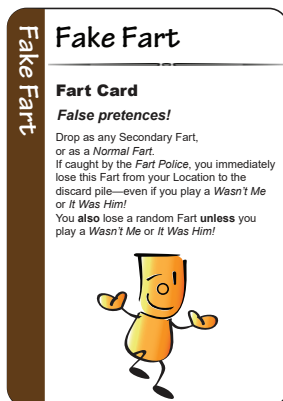 Fake Fart
Fake Fart
Fart Card
False pretences!
Drop as any Secondary Fart,
or as a Normal Fart.
If caught by the Fart Police, you immediately
lose this Fart from your Location to the
discard pile—even if you play a Wasn't Me
or It Was Him!
You also lose a random Fart unless you
play a Wasn't Me or It Was Him!